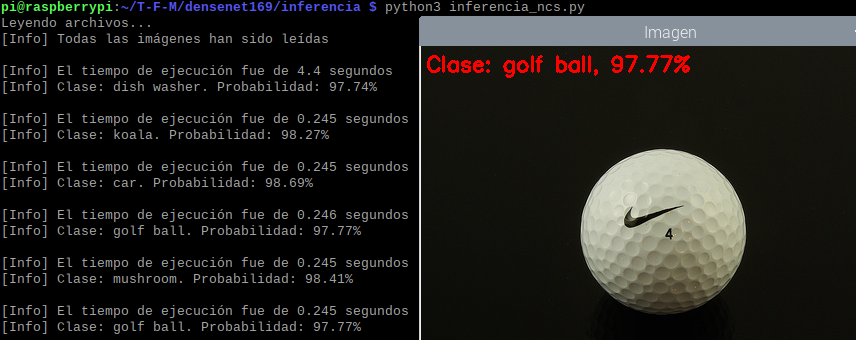 pi@raspberrypi:~/T-F-M/densenet169/inferencia $ python3 inferencia_ncs.py
Leyendo archivos...
[Info] Todas las imágenes han sido leídas
[Info] El tiempo de ejecución fue de 4.4 segundos
[Info] Clase: dish washer. Probabilidad: 97.74%
[Info] El tiempo de ejecución fue de 0.245 segundos
[Info] Clase: koala. Probabilidad: 98.27%
[Info] El tiempo de ejecución fue de 0.245 segundos
[Info] Clase: car. Probabilidad: 98.69%
[Info] El tiempo de ejecución fue de 0.246 segundos
[Info] Clase: golf ball. Probabilidad: 97.77%
[Info] El tiempo de ejecución fue de 0.245 segundos
[Info] Clase: mushroom. Probabilidad: 98.41%
[Info] El tiempo de ejecución fue de 0.245 segundos
[Info] Clase: golf ball. Probabilidad: 97.77%
Imagen
Clase: golf ball, 97.77%
4